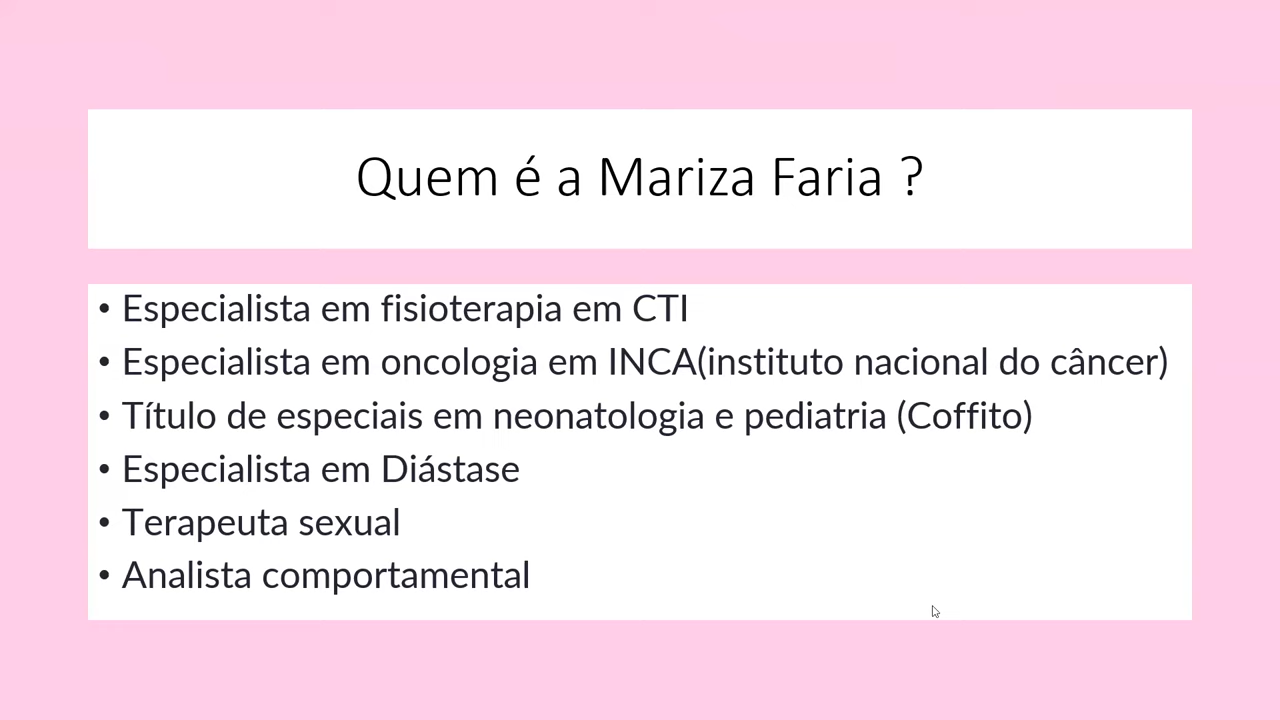 Quem é a Mariza Faria ?
• Especialista em fisioterapia em CTI
• Especialista em oncologia em INCA(instituto nacional do câncer)
• Título de especiais em neonatologia e pediatria (Coffito)
• Especialista em Diástase
• Terapeuta sexual
• Analista comportamental